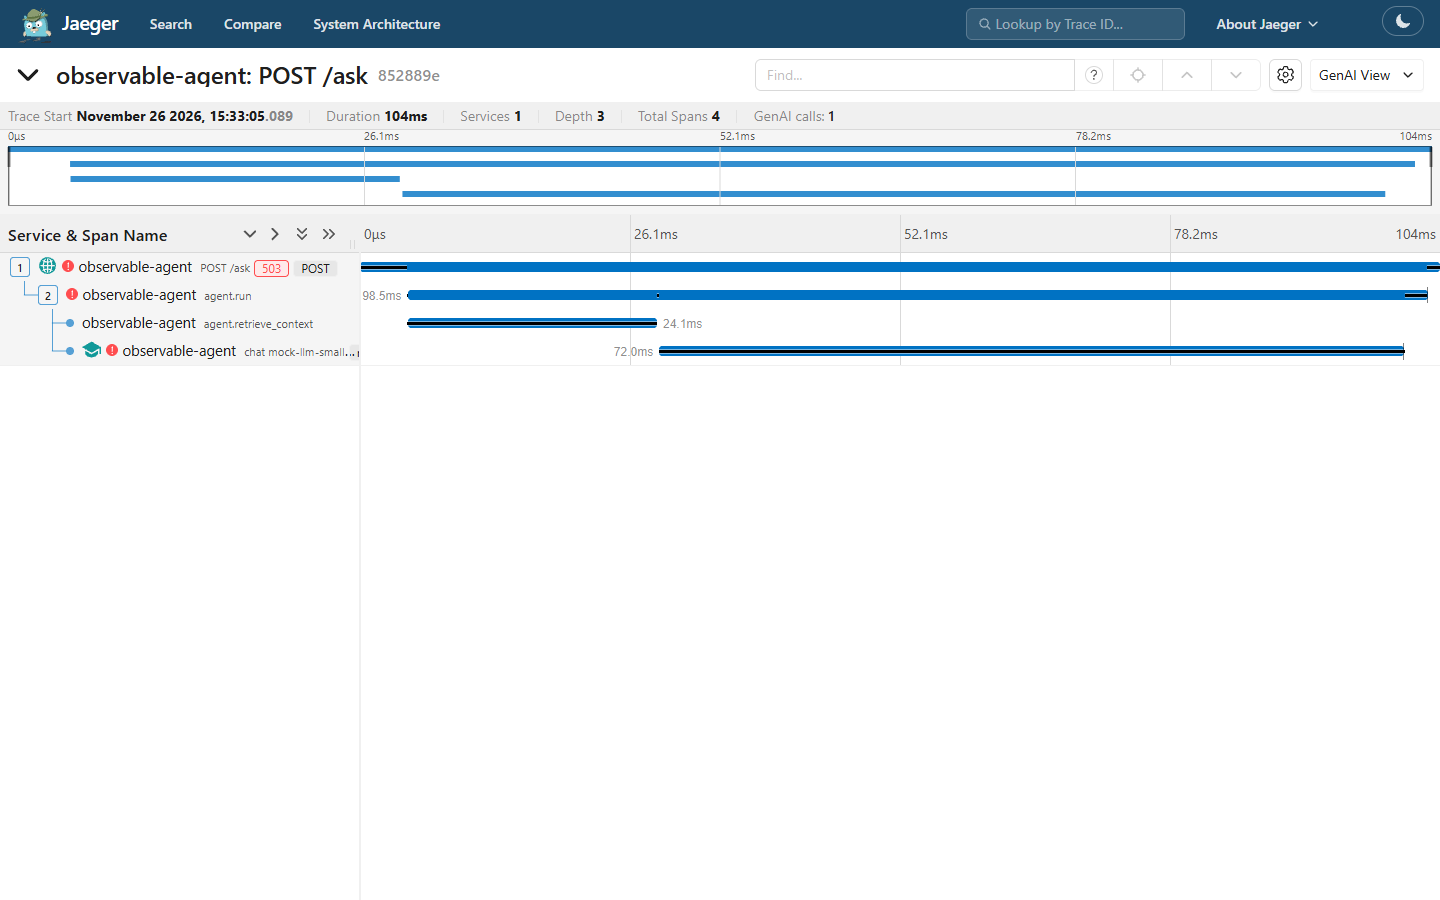 Jaeger Search Compare System Architecture Lookup by Trace ID... About Jaeger
observable-agent: POST /ask 852889e Find... ? GenAI View
Trace Start November 26 2026, 15:33:05.089 Duration 104ms Services 1 Depth 3 Total Spans 4 GenAI calls: 1
0μs 26.1ms 52.1ms 78.2ms 104ms
Service & Span Name 0μs 26.1ms 52.1ms 78.2ms 104ms
1 observable-agent POST /ask 503 POST
2 observable-agent agent.run 98.5ms
observable-agent agent.retrieve_context 24.1ms
observable-agent chat mock-llm-small... 72.0ms